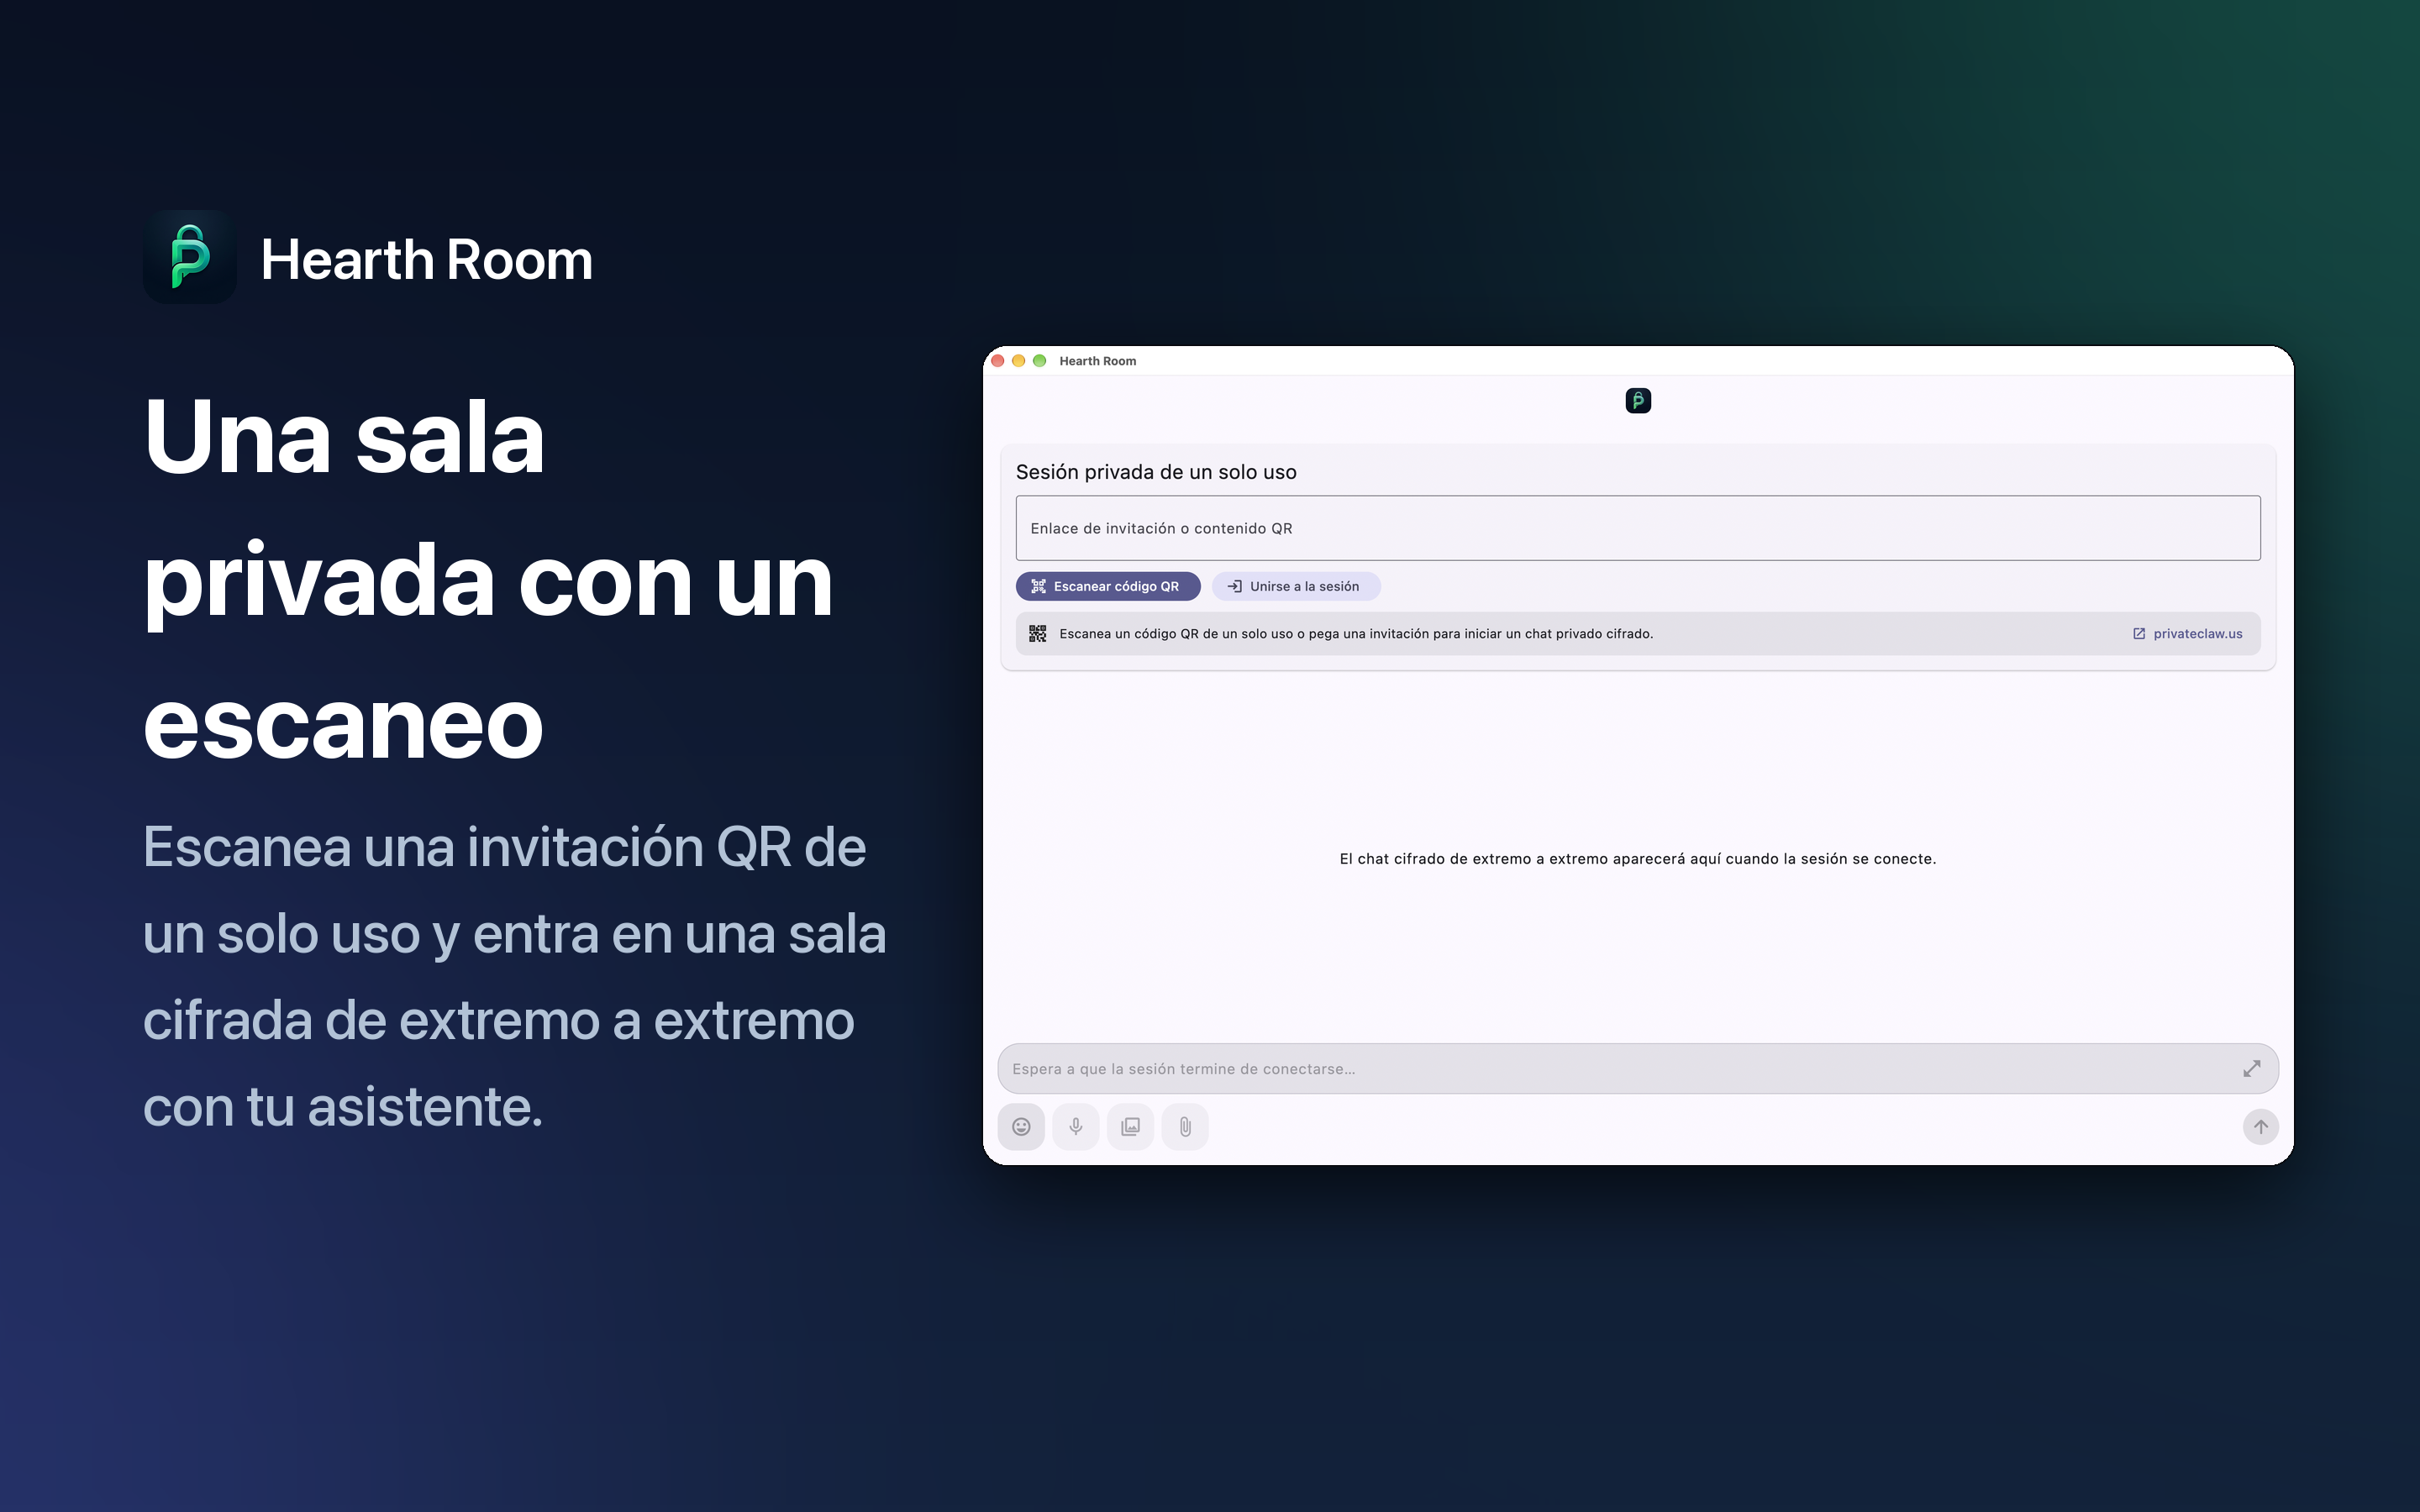 Hearth Room
Una sala
privada con un
escaneo
Escanea una invitación QR de
un solo uso y entra en una sala
cifrada de extremo a extremo
con tu asistente.
Hearth Room
Sesión privada de un solo uso
Enlace de invitación o contenido QR
Escanear código QR
Unirse a la sesión
Escanea un código QR de un solo uso o pega una invitación para iniciar un chat privado cifrado.
privateclaw.us
El chat cifrado de extremo a extremo aparecerá aquí cuando la sesión se conecte.
Espera a que la sesión termine de conectarse...